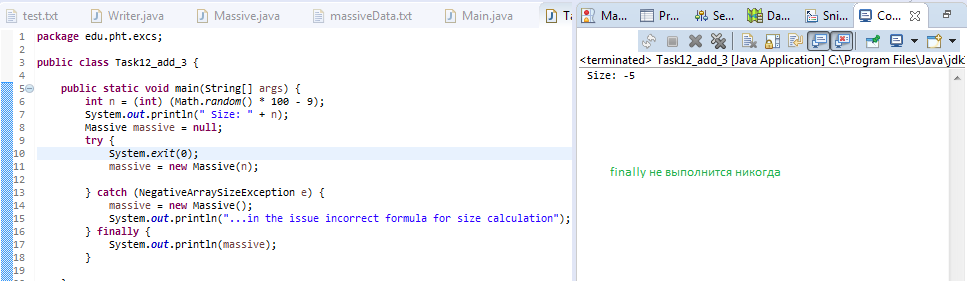 test.txt Writer.java Massive.java massiveData.txt Main.java Ta
1 package edu.pht.excs;
2
3 public class Task12_add_3 {
4
5 public static void main(String[] args) {
6 int n = (int) (Math.random() * 100 - 9);
7 System.out.println(" Size: " + n);
8 Massive massive = null;
9 try {
10 System.exit(0);
11 massive = new Massive(n);
12
13 } catch (NegativeArraySizeException e) {
14 massive = new Massive();
15 System.out.println("...in the issue incorrect formula for size calculation");
16 } finally {
17 System.out.println(massive);
18 }
19
20 }
Ma... Pr... Se... Da... Sni... Co...
<terminated> Task12_add_3 [Java Application] C:\Program Files\Java\jdk
Size: -5
finally не выполнится никогда